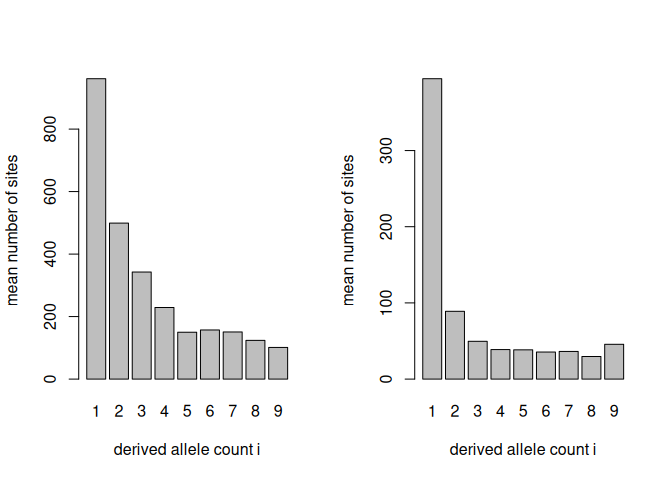 mean number of sites
0 200 400 600 800
1 2 3 4 5 6 7 8 9
derived allele count i
mean number of sites
0 100 300
1 2 3 4 5 6 7 8 9
derived allele count i